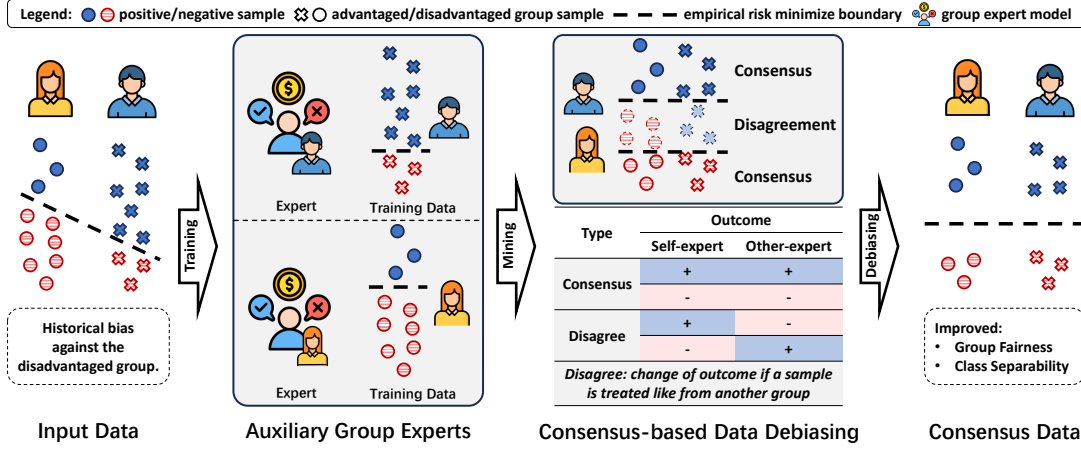 Legend: positive/negative sample advantaged/disadvantaged group sample empirical risk minimize boundary group expert model
Historical bias
against the
disadvantaged group.
Input Data
Training
$
Expert
Training Data
$
Expert
Training Data
Auxiliary Group Experts
Mining
Consensus
Disagreement
Consensus
Type
Outcome
Self-expert
Other-expert
Consensus
+ +
- -
Disagree
+ -
- +
Disagree: change of outcome if a sample
is treated like from another group
Consensus-based Data Debiasing
Debiasing
Improved:
• Group Fairness
• Class Separability
Consensus Data